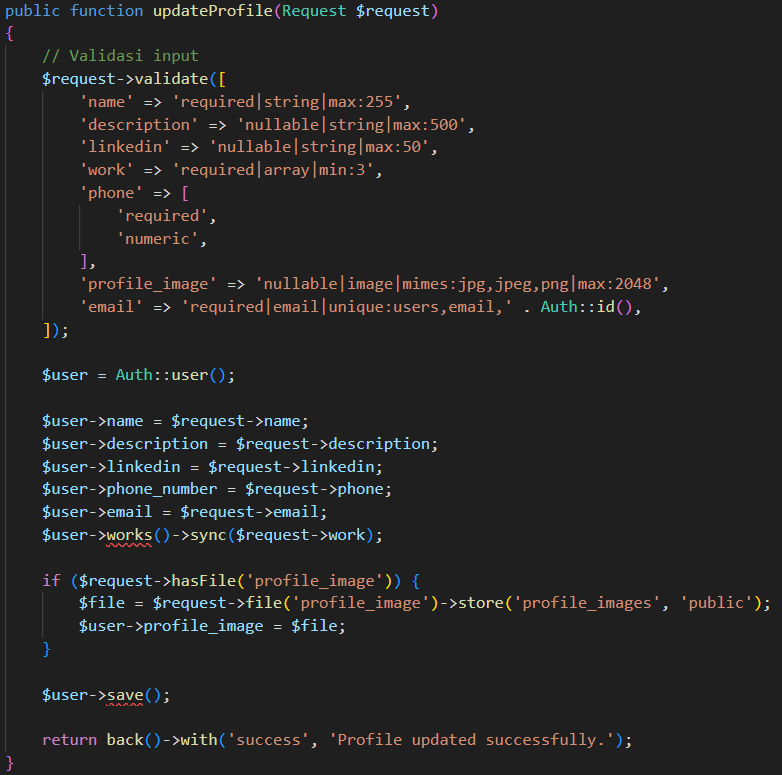 public function updateProfile(Request $request)
{
    // Validasi input
    $request->validate([
        'name' => 'required|string|max:255',
        'description' => 'nullable|string|max:500',
        'linkedin' => 'nullable|string|max:50',
        'work' => 'required|array|min:3',
        'phone' => [
            'required',
            'numeric',
        ],
        'profile_image' => 'nullable|image|mimes:jpg,jpeg,png|max:2048',
        'email' => 'required|email|unique:users,email,' . Auth::id(),
    ]);
    $user = Auth::user();
    $user->name = $request->name;
    $user->description = $request->description;
    $user->linkedin = $request->linkedin;
    $user->phone_number = $request->phone;
    $user->email = $request->email;
    $user->works()->sync($request->work);
    if ($request->hasFile('profile_image')) {
        $file = $request->file('profile_image')->store('profile_images', 'public');
        $user->profile_image = $file;
    }
    $user->save();
    return back()->with('success', 'Profile updated successfully.');
}